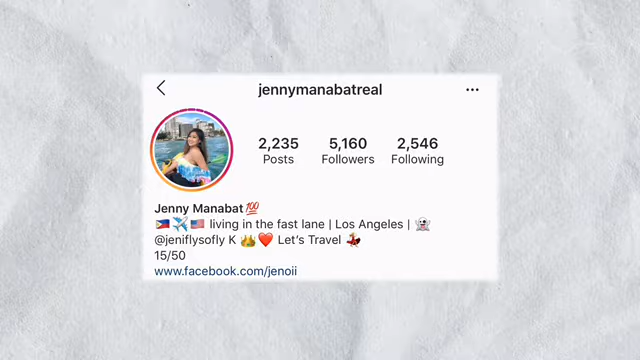 jennymanabatreal
2,235 5,160 2,546
Posts Followers Following
Jenny Manabat💯
🇵🇭✈️🇺🇸 living in the fast lane | Los Angeles | 👻
@jeniflysofly K 👑❤️ Let's Travel 💃
15/50
www.facebook.com/jenoii